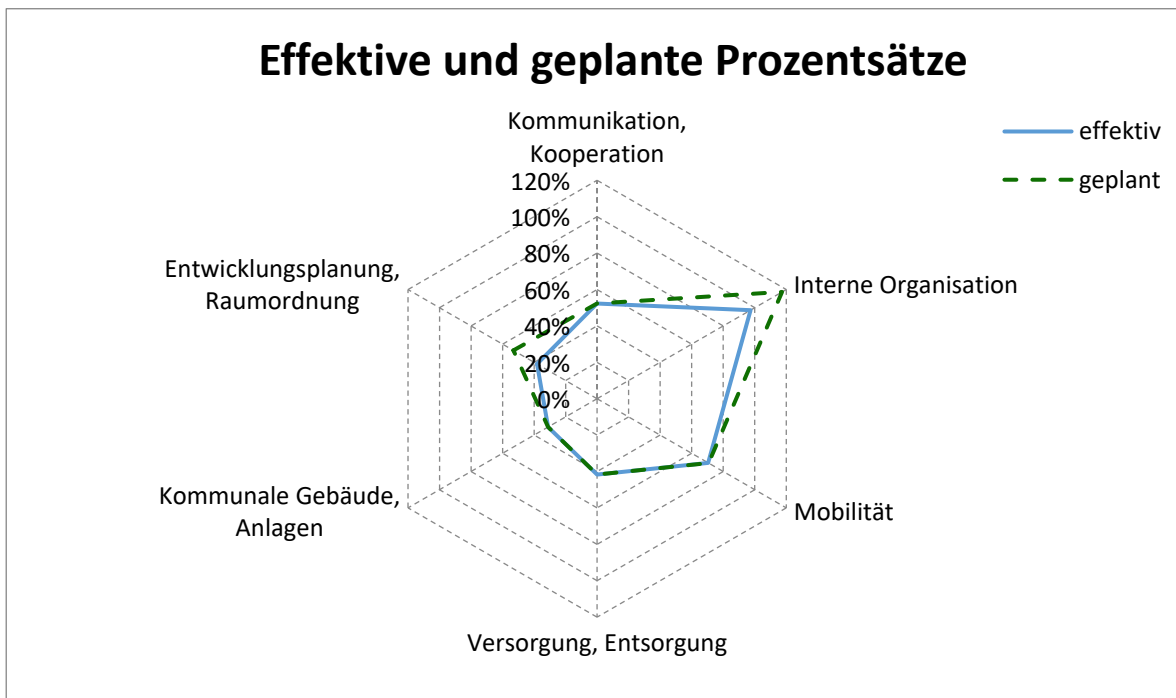 Effektive und geplante Prozentsätze
effektiv
geplant
Kommunikation,
Kooperation
120%
100%
80%
60%
40%
20%
0%
Interne Organisation
Mobilität
Versorgung, Entsorgung
Kommunale Gebäude,
Anlagen
Entwicklungsplanung,
Raumordnung